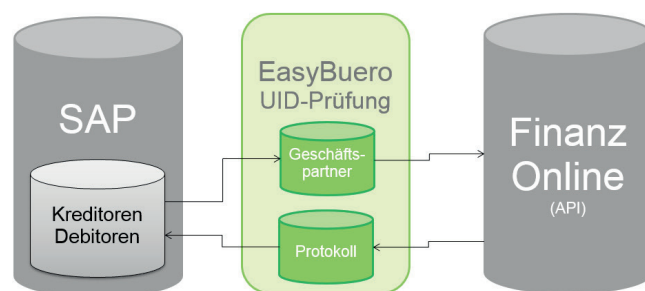 SAP
Kreditoren
Debitoren
EasyBuero
UID-Prüfung
Geschäfts-
partner
Protokoll
Finanz
Online
(API)